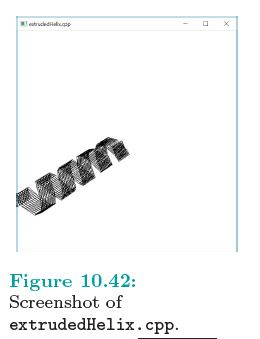 extrudedHelix.cpp
Figure 10.42:
Screenshot of
extrudedHelix.cpp.